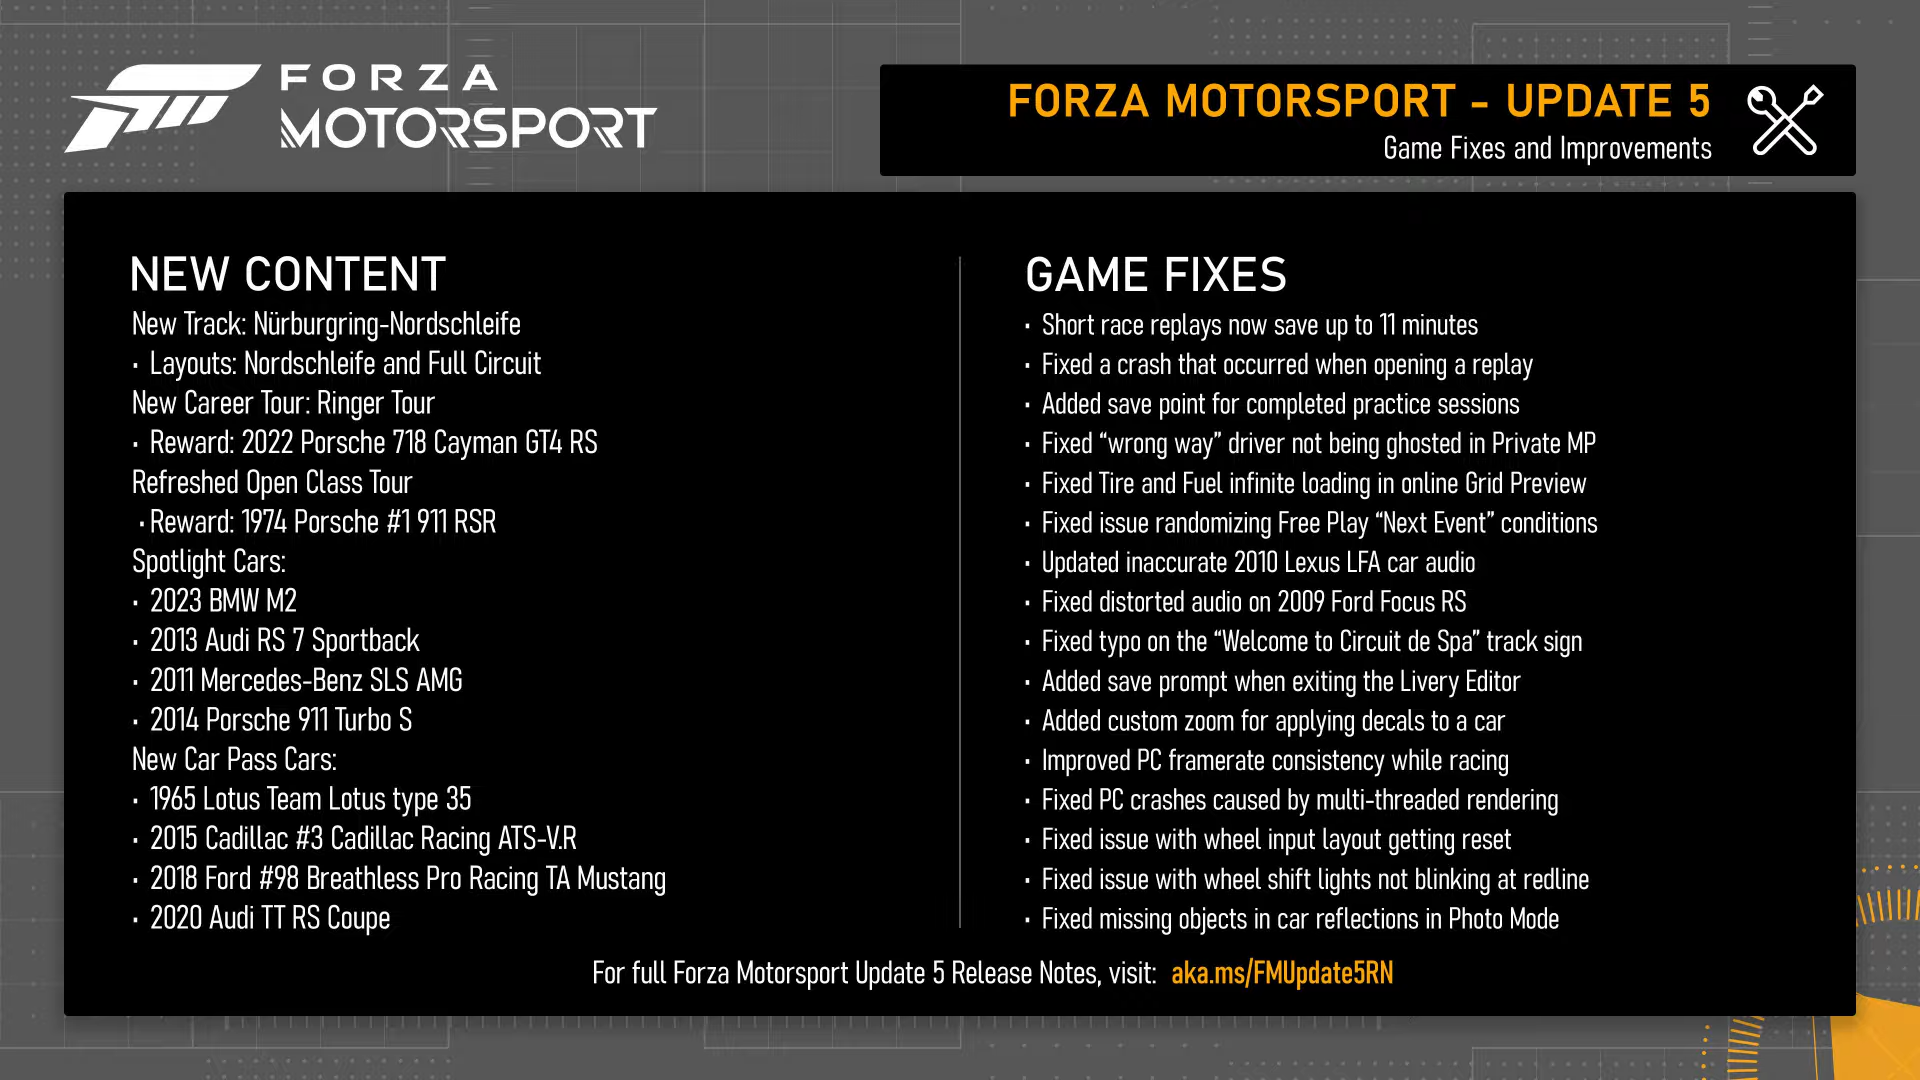 FORZA
MOTORSPORT
FORZA MOTORSPORT - UPDATE 5
Game Fixes and Improvements
NEW CONTENT
New Track: Nürburgring-Nordschleife
· Layouts: Nordschleife and Full Circuit
New Career Tour: Ringer Tour
· Reward: 2022 Porsche 718 Cayman GT4 RS
Refreshed Open Class Tour
· Reward: 1974 Porsche #1 911 RSR
Spotlight Cars:
· 2023 BMW M2
· 2013 Audi RS 7 Sportback
· 2011 Mercedes-Benz SLS AMG
· 2014 Porsche 911 Turbo S
New Car Pass Cars:
· 1965 Lotus Team Lotus type 35
· 2015 Cadillac #3 Cadillac Racing ATS-V.R
· 2018 Ford #98 Breathless Pro Racing TA Mustang
· 2020 Audi TT RS Coupe
GAME FIXES
· Short race replays now save up to 11 minutes
· Fixed a crash that occurred when opening a replay
· Added save point for completed practice sessions
· Fixed “wrong way” driver not being ghosted in Private MP
· Fixed Tire and Fuel infinite loading in online Grid Preview
· Fixed issue randomizing Free Play “Next Event” conditions
· Updated inaccurate 2010 Lexus LFA car audio
· Fixed distorted audio on 2009 Ford Focus RS
· Fixed typo on the “Welcome to Circuit de Spa” track sign
· Added save prompt when exiting the Livery Editor
· Added custom zoom for applying decals to a car
· Improved PC framerate consistency while racing
· Fixed PC crashes caused by multi-threaded rendering
· Fixed issue with wheel input layout getting reset
· Fixed issue with wheel shift lights not blinking at redline
· Fixed missing objects in car reflections in Photo Mode
For full Forza Motorsport Update 5 Release Notes, visit: aka.ms/FMUpdate5RN